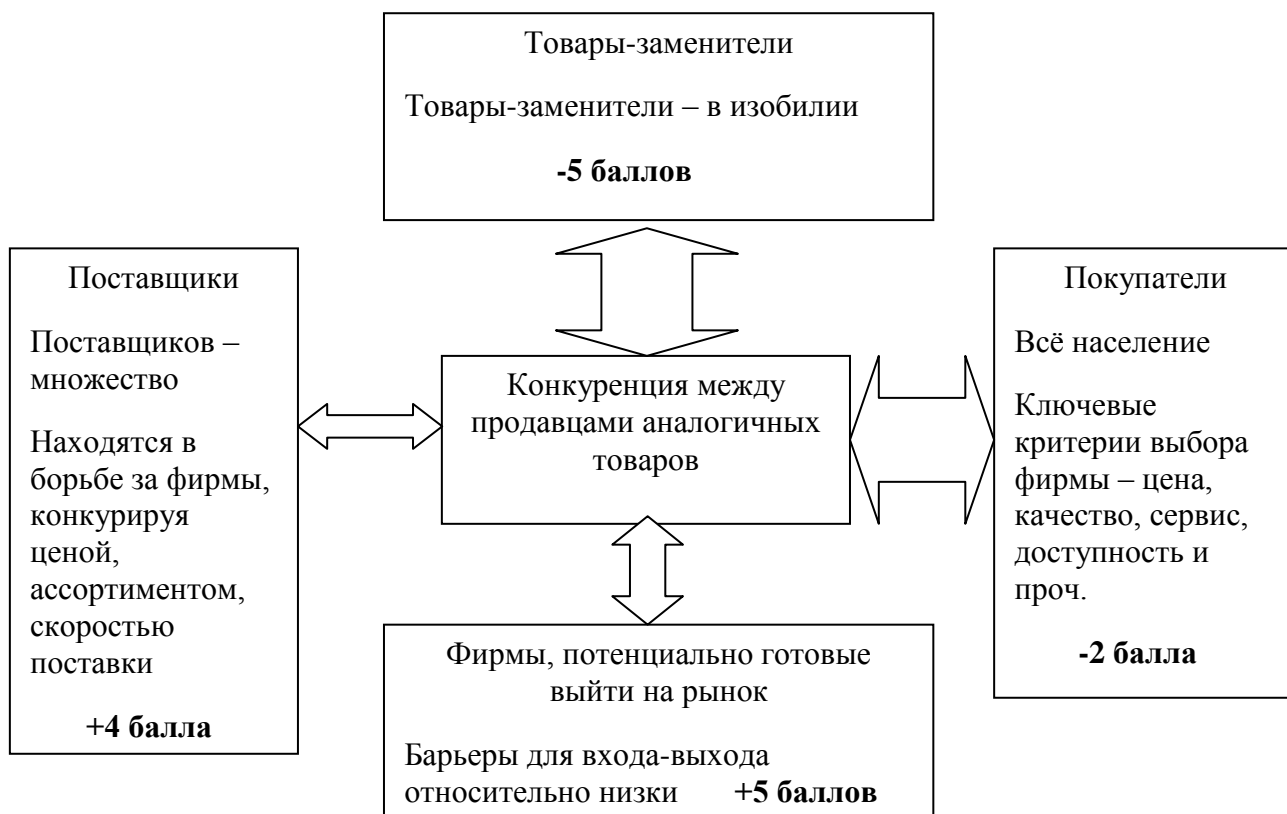 Товары-заменители
Товары-заменители – в изобилии
-5 баллов
Поставщики
Поставщиков –
множество
Находятся в
борьбе за фирмы,
конкурируя
ценой,
ассортиментом,
скоростью
поставки
+4 балла
Конкуренция между
продавцами аналогичных
товаров
Покупатели
Всё население
Ключевые
критерии выбора
фирмы – цена,
качество, сервис,
доступность и
проч.
-2 балла
Фирмы, потенциально готовые
выйти на рынок
Барьеры для входа-выхода
относительно низки +5 баллов